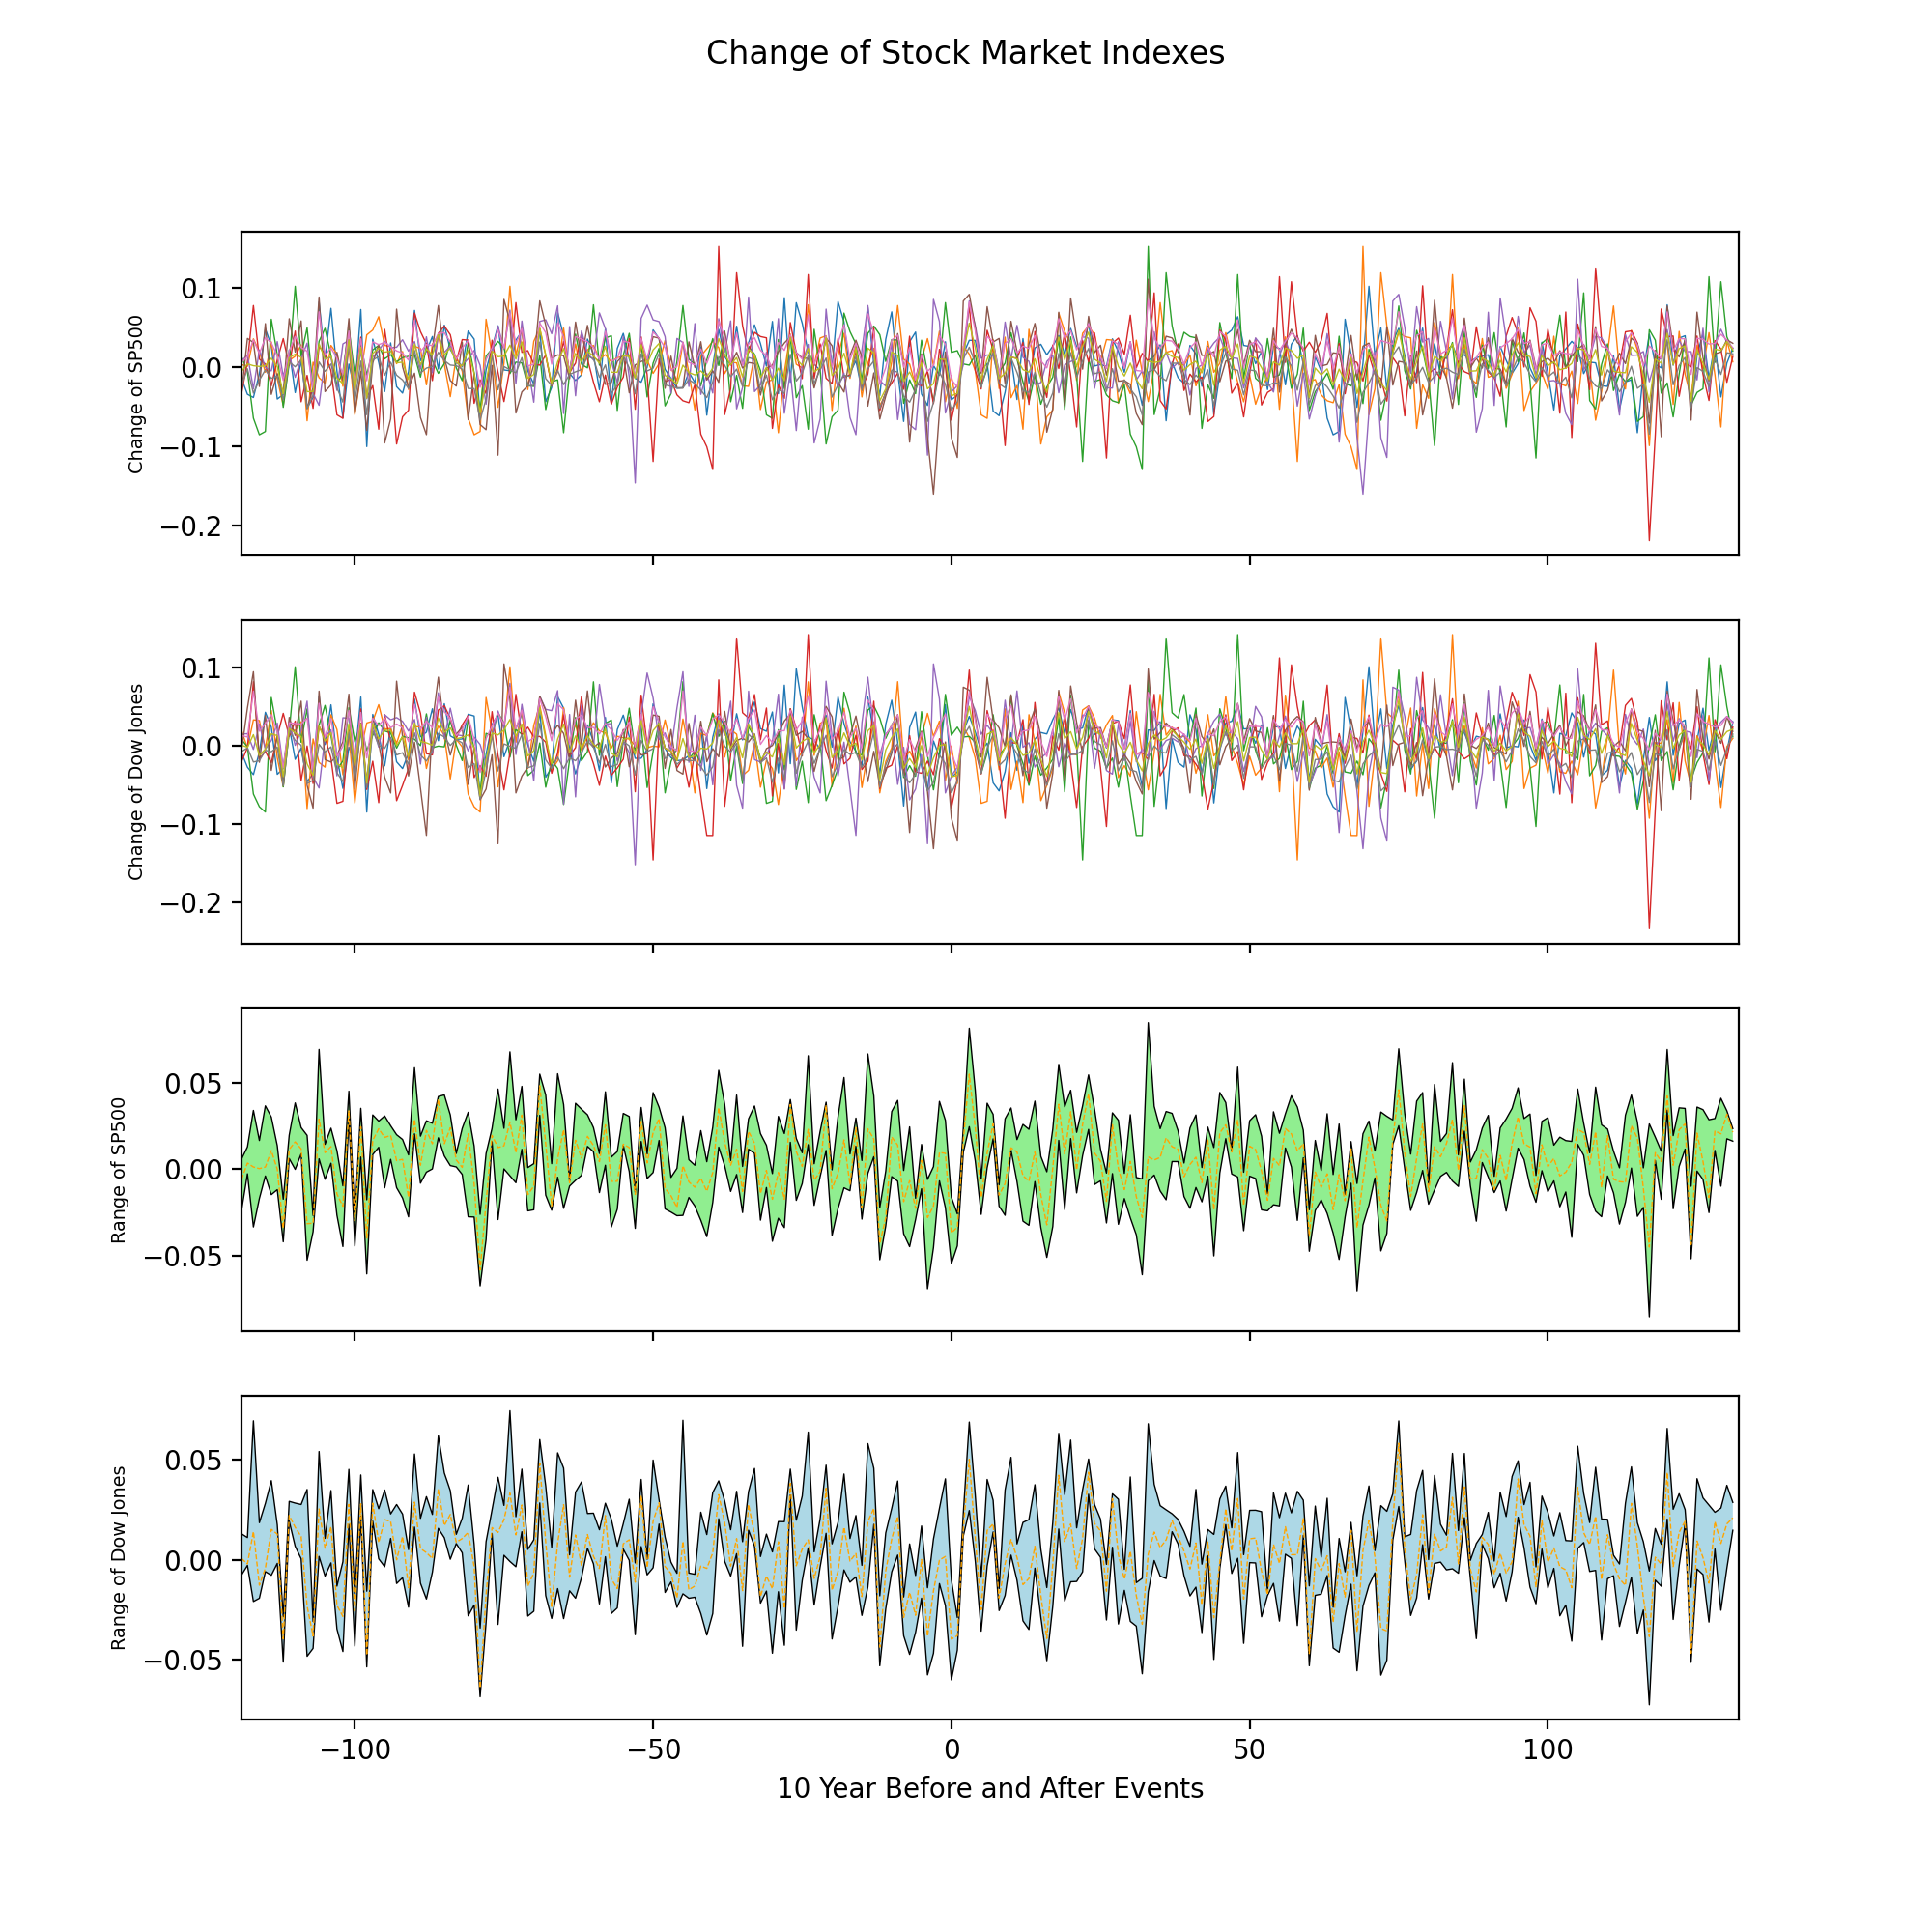 Change of Stock Market Indexes
Change of SP500
0.1
0.0
−0.1
−0.2
Change of Dow Jones
0.1
0.0
−0.1
−0.2
Range of SP500
0.05
0.00
−0.05
Range of Dow Jones
0.05
0.00
−0.05
−100 −50 0 50 100
10 Year Before and After Events